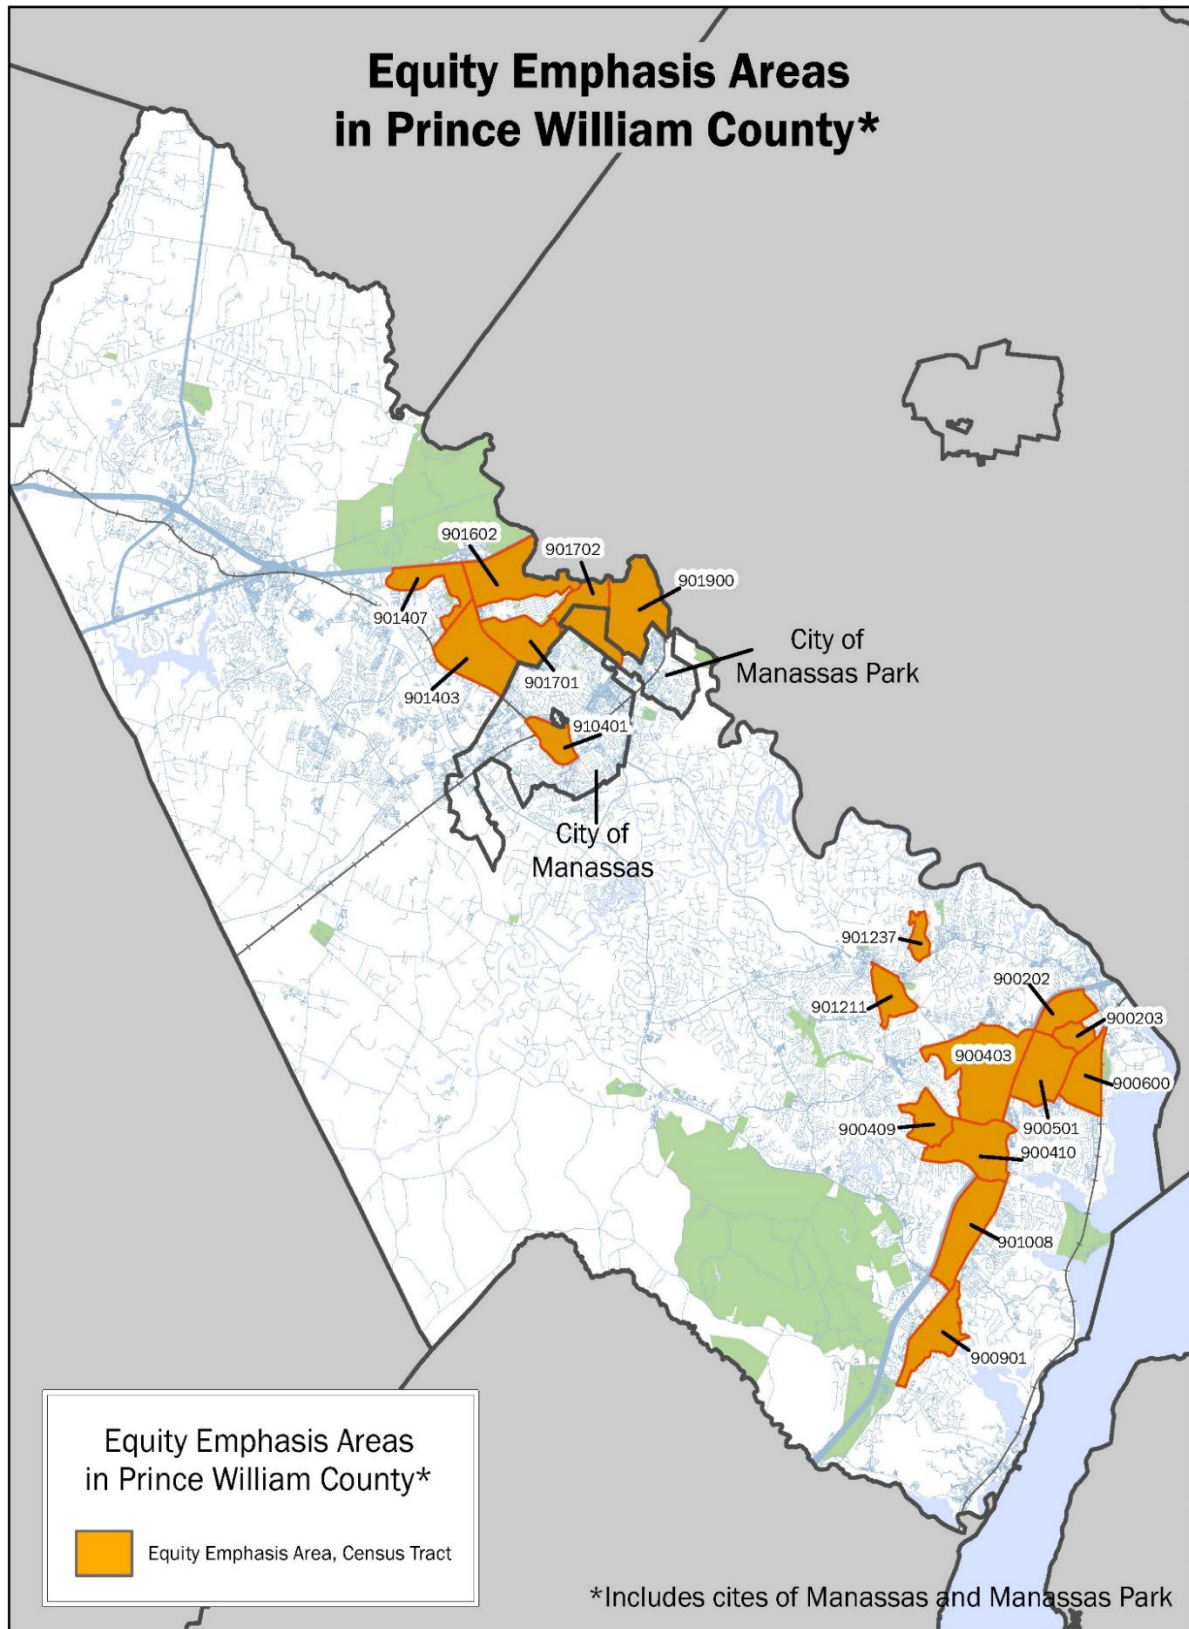 Equity Emphasis Areas
in Prince William County*
901602
901702
901900
901407
City of
Manassas Park
901403
901701
910401
City of
Manassas
901237
900202
901211
900203
900403
900600
900409
900501
900410
901008
900901
Equity Emphasis Areas
in Prince William County*
Equity Emphasis Area, Census Tract
*Includes cites of Manassas and Manassas Park